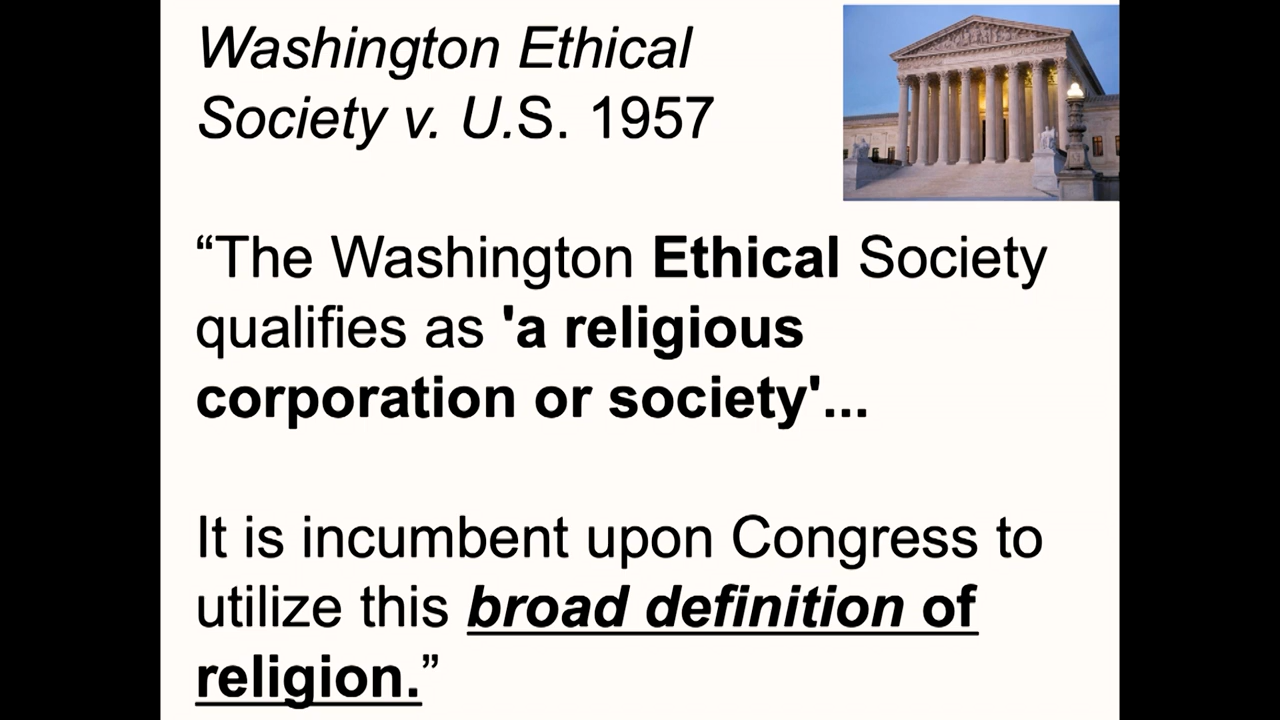 Washington Ethical
Society v. U.S. 1957
“The Washington Ethical Society
qualifies as 'a religious
corporation or society'...
It is incumbent upon Congress to
utilize this broad definition of
religion.”